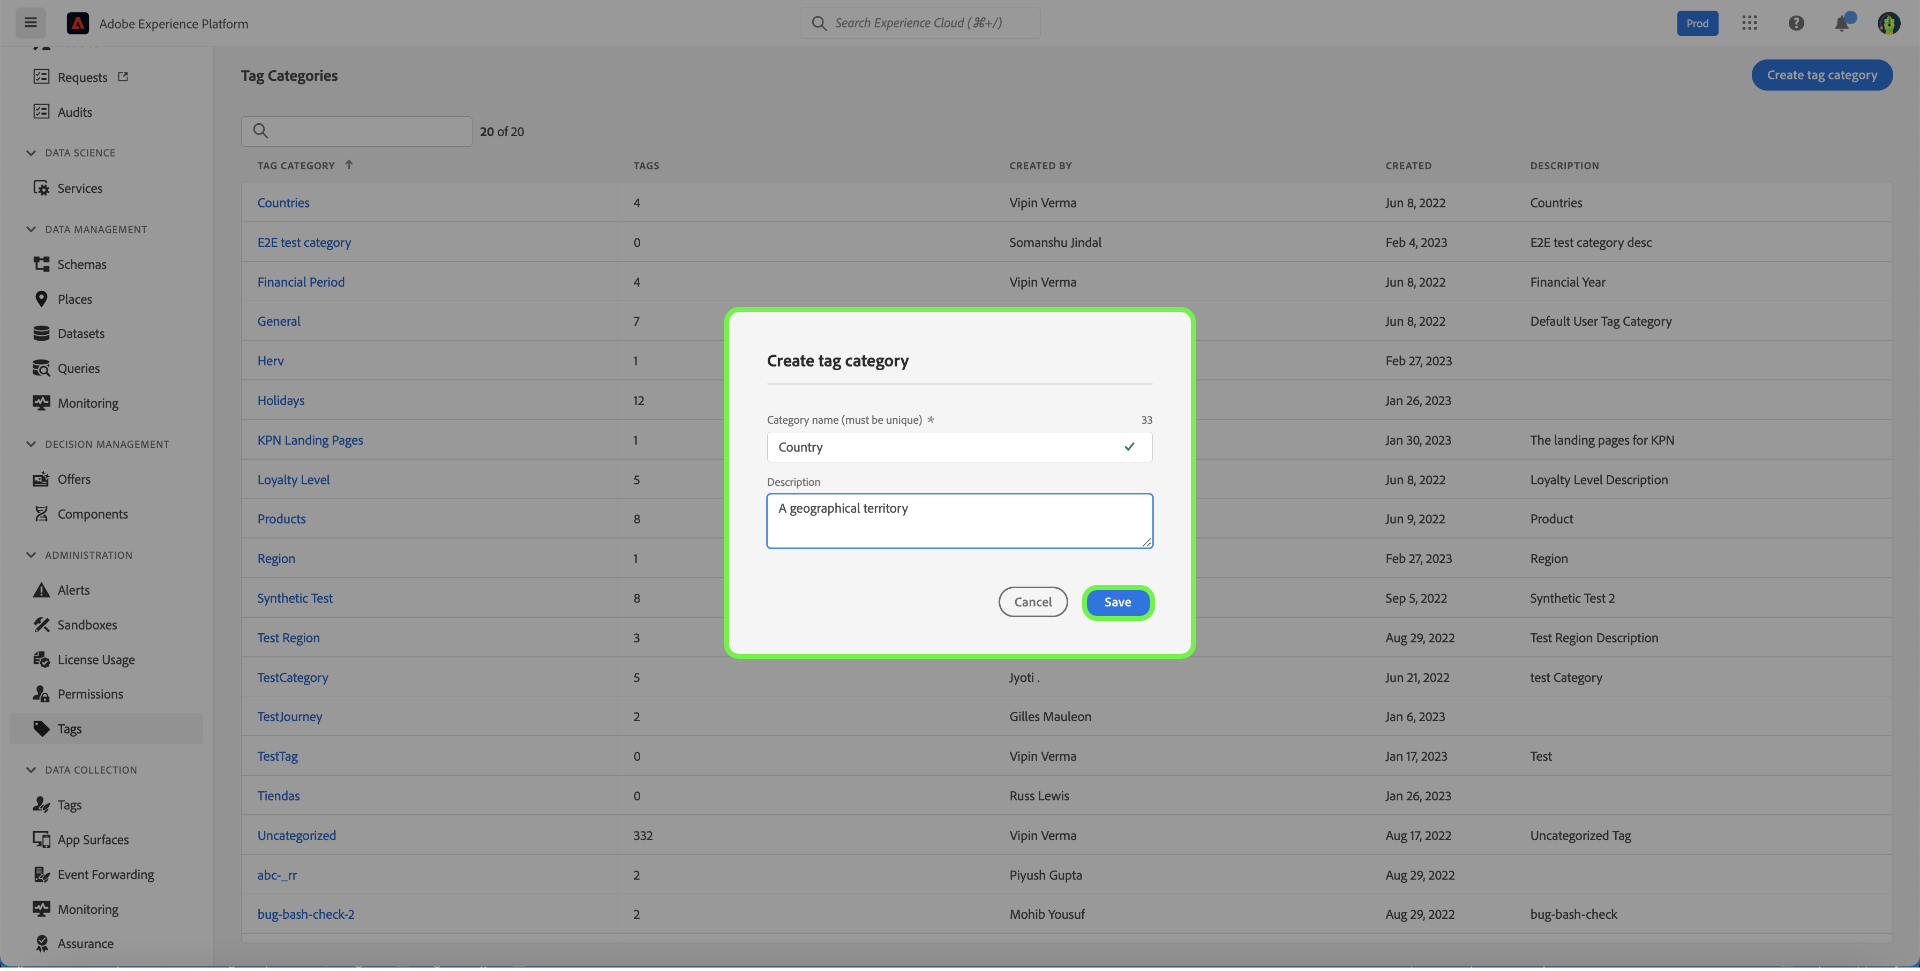 Adobe Experience Platform
Search Experience Cloud (⌘+/)
Prod
Requests
Audits
DATA SCIENCE
Services
DATA MANAGEMENT
Schemas
Places
Datasets
Queries
Monitoring
DECISION MANAGEMENT
Offers
Components
ADMINISTRATION
Alerts
Sandboxes
License Usage
Permissions
Tags
DATA COLLECTION
Tags
App Surfaces
Event Forwarding
Monitoring
Assurance
Tag Categories
Create tag category
20 of 20
TAG CATEGORY TAGS CREATED BY CREATED DESCRIPTION
Countries 4 Vipin Verma Jun 8, 2022 Countries
E2E test category 0 Somanshu Jindal Feb 4, 2023 E2E test category desc
Financial Period 4 Vipin Verma Jun 8, 2022 Financial Year
General 7 Jun 8, 2022 Default User Tag Category
Herv 1 Feb 27, 2023
Holidays 12 Jan 26, 2023
KPN Landing Pages 1 Jan 30, 2023 The landing pages for KPN
Loyalty Level 5 Jun 8, 2022 Loyalty Level Description
Products 8 Jun 9, 2022 Product
Region 1 Feb 27, 2023 Region
Synthetic Test 8 Sep 5, 2022 Synthetic Test 2
Test Region 3 Aug 29, 2022 Test Region Description
TestCategory 5 Jyoti . Jun 21, 2022 test Category
TestJourney 2 Gilles Mauleon Jan 6, 2023
TestTag 0 Vipin Verma Jan 17, 2023 Test
Tiendas 0 Russ Lewis Jan 26, 2023
Uncategorized 332 Vipin Verma Aug 17, 2022 Uncategorized Tag
abc-_rr 2 Piyush Gupta Aug 29, 2022
bug-bash-check-2 2 Mohib Yousuf Aug 29, 2022 bug-bash-check
Create tag category
Category name (must be unique) * 33
Country
Description
A geographical territory
Cancel Save